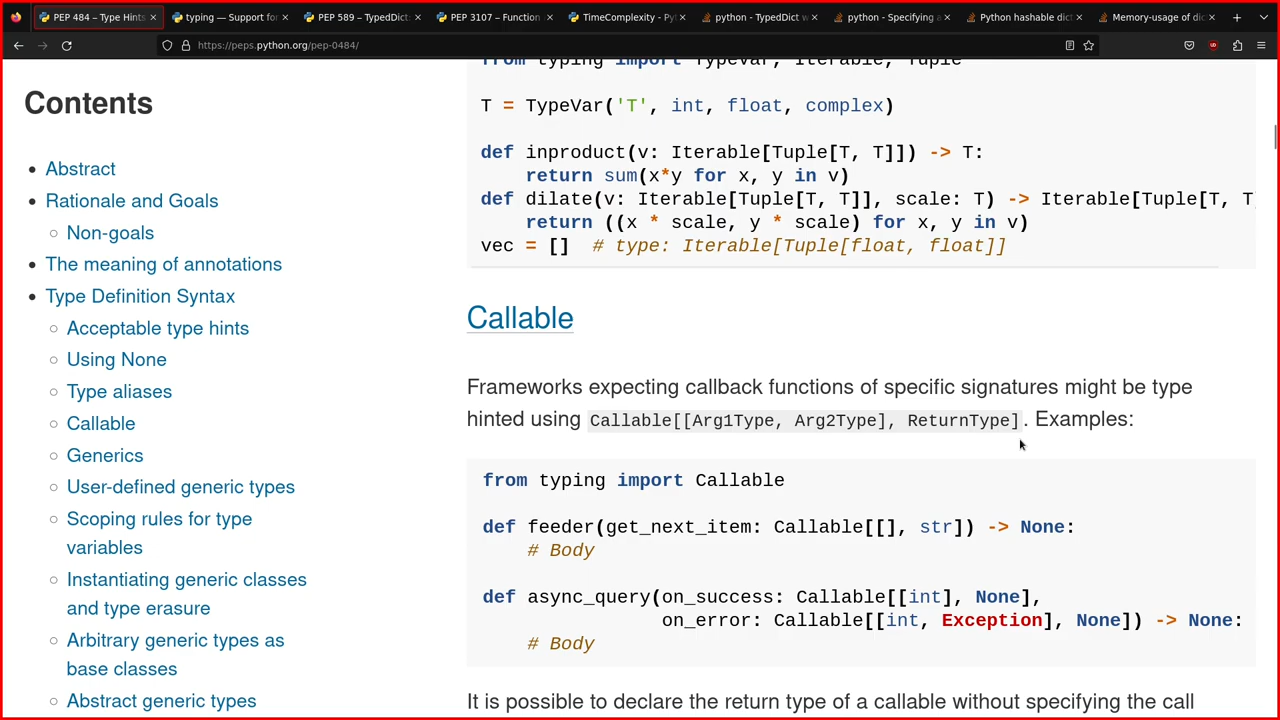 PEP 484 – Type Hints
typing — Support for
PEP 589 – TypedDict:
PEP 3107 – Function
TimeComplexity - Py
python - TypedDict w
python - Specifying a
Python hashable dict
Memory-usage of dic
https://peps.python.org/pep-0484/
Contents
Abstract
Rationale and Goals
Non-goals
The meaning of annotations
Type Definition Syntax
Acceptable type hints
Using None
Type aliases
Callable
Generics
User-defined generic types
Scoping rules for type
variables
Instantiating generic classes
and type erasure
Arbitrary generic types as
base classes
Abstract generic types
from typing import TypeVar, Iterable, Tuple
T = TypeVar('T', int, float, complex)
def inproduct(v: Iterable[Tuple[T, T]]) -> T:
    return sum(x*y for x, y in v)
def dilate(v: Iterable[Tuple[T, T]], scale: T) -> Iterable[Tuple[T, T
    return ((x * scale, y * scale) for x, y in v)
vec = []  # type: Iterable[Tuple[float, float]]
Callable
Frameworks expecting callback functions of specific signatures might be type
hinted using Callable[[Arg1Type, Arg2Type], ReturnType]. Examples:
from typing import Callable
def feeder(get_next_item: Callable[[], str]) -> None:
    # Body
def async_query(on_success: Callable[[int], None],
                on_error: Callable[[int, Exception], None]) -> None:
    # Body
It is possible to declare the return type of a callable without specifying the call